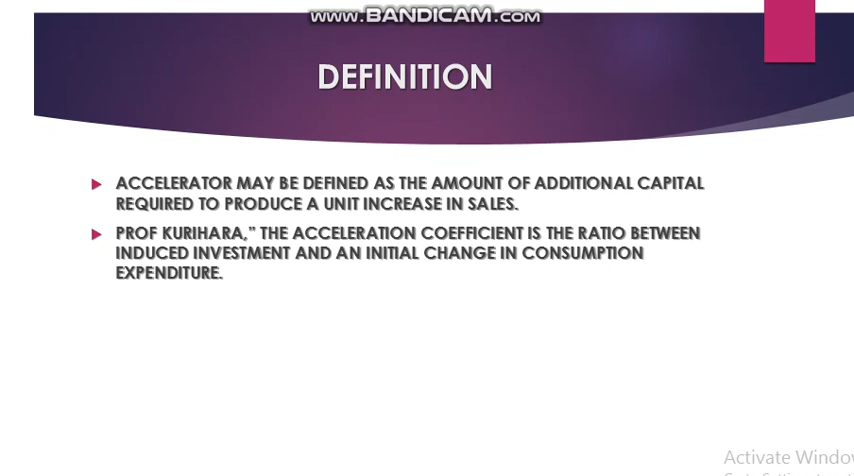 WWW.BANDICAM.COM
DEFINITION
ACCELERATOR MAY BE DEFINED AS THE AMOUNT OF ADDITIONAL CAPITAL
REQUIRED TO PRODUCE A UNIT INCREASE IN SALES.
PROF KURIHARA,” THE ACCELERATION COEFFICIENT IS THE RATIO BETWEEN
INDUCED INVESTMENT AND AN INITIAL CHANGE IN CONSUMPTION
EXPENDITURE.
Activate Window